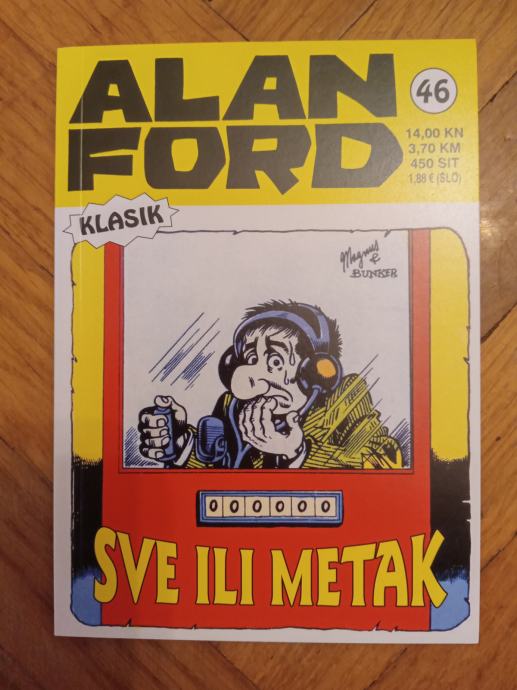 ALAN
FORD
46
14,00 KN
3,70 KM
450 SIT
1,88 € (SLO)
KLASIK
Magnus
&
BUNKER
000000
SVE ILI METAK